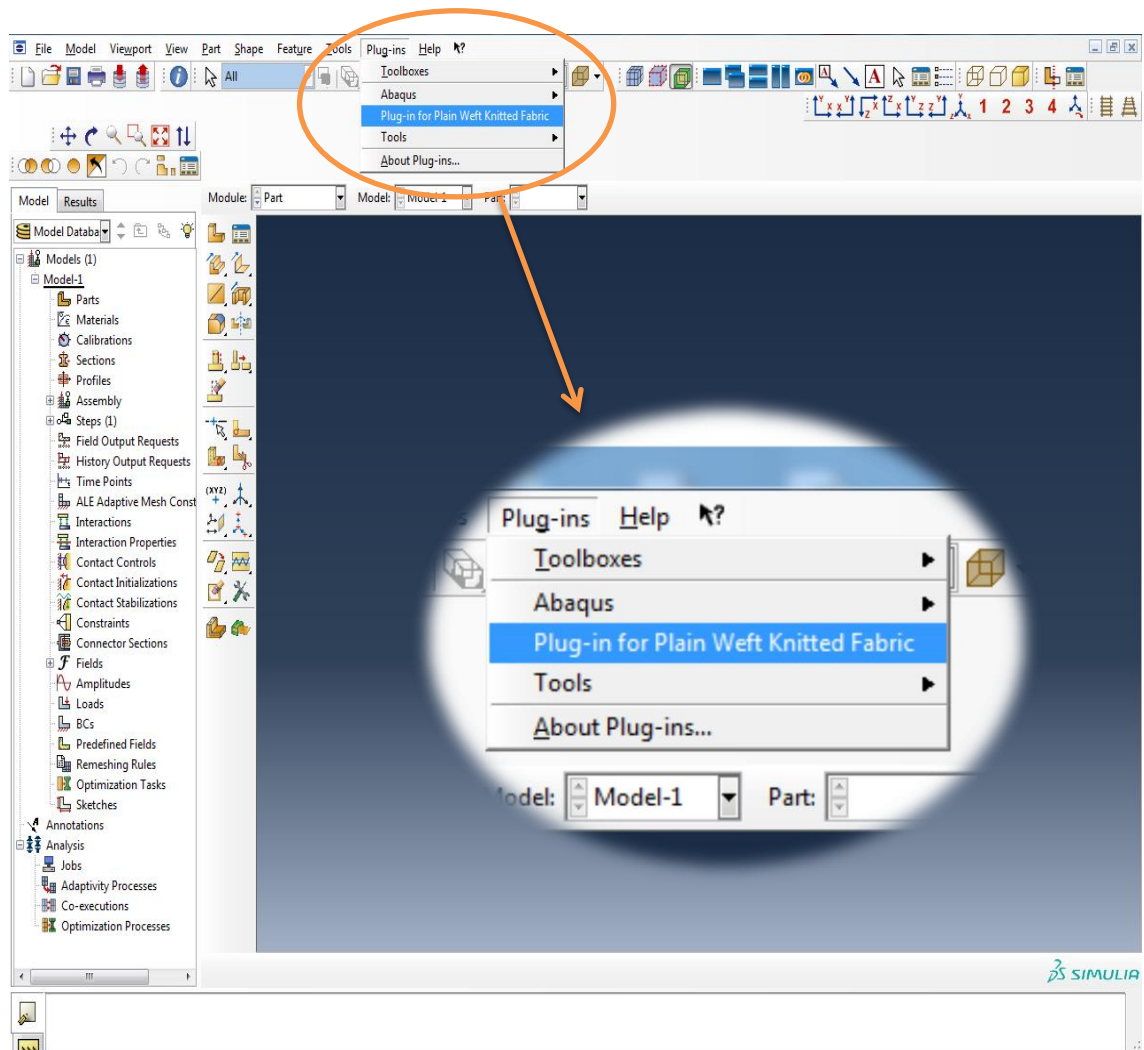 File Model Viewport View Part Shape Feature Tools Plug-ins Help
All
Toolboxes
Abaqus
Plug-in for Plain Weft Knitted Fabric
Tools
About Plug-ins...
A
1 2 3 4
Model Results
Module: Part Model: Model-1 Part:
Model Databa
Models (1)
Model-1
Parts
Materials
Calibrations
Sections
Profiles
Assembly
Steps (1)
Field Output Requests
History Output Requests
Time Points
ALE Adaptive Mesh Const
Interactions
Interaction Properties
Contact Controls
Contact Initializations
Contact Stabilizations
Constraints
Connector Sections
Fields
Amplitudes
Loads
BCs
Predefined Fields
Remeshing Rules
Optimization Tasks
Sketches
Annotations
Analysis
Jobs
Adaptivity Processes
Co-executions
Optimization Processes
(XYZ)
Plug-ins Help
Toolboxes
Abaqus
Plug-in for Plain Weft Knitted Fabric
Tools
About Plug-ins...
Model: Model-1 Part:
SIMULIA